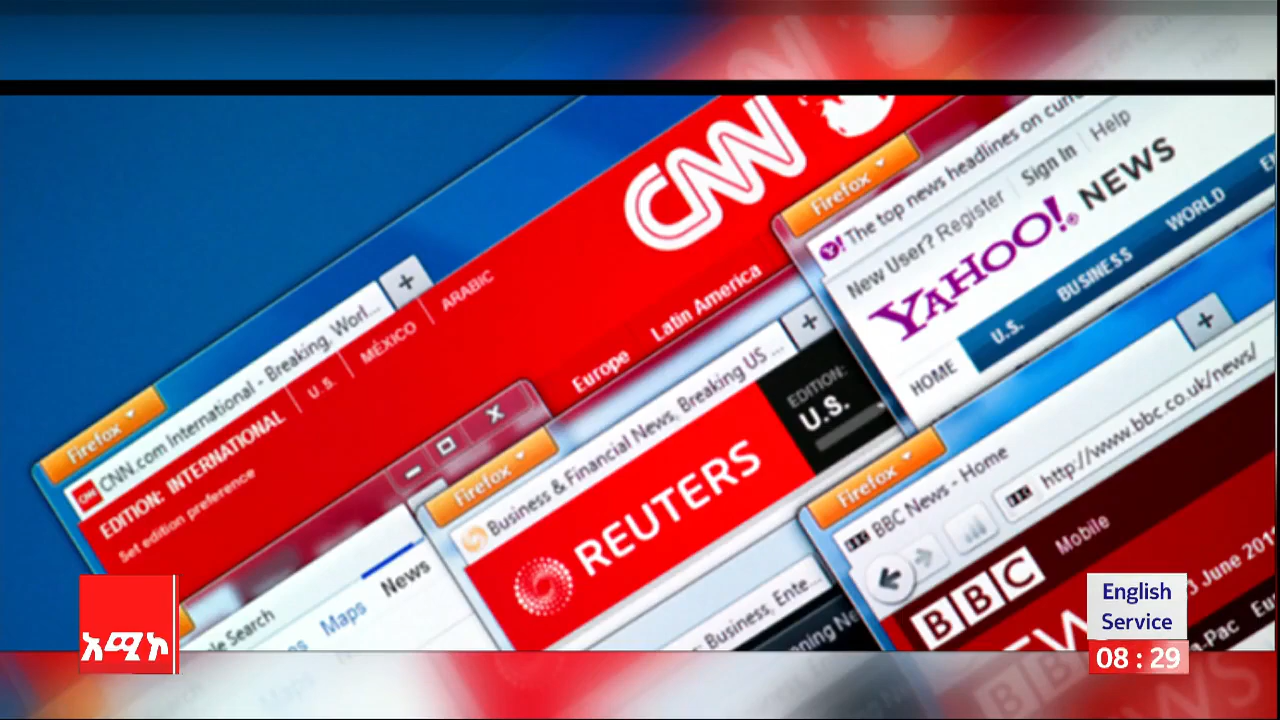 CNN
Firefox
CNN.com International - Breaking, Worl...
+
EDITION: INTERNATIONAL
U.S.
MÉXICO
ARABIC
Set edition preference
Europe
Latin America
Firefox
Y! The top news headlines on
New User? Register
Sign In
Help
YAHOO!® NEWS
HOME
U.S.
BUSINESS
WORLD
Firefox
Business & Financial News, Breaking US ...
+
REUTERS
EDITION:
U.S.
Search
Maps
News
Business, Ente...
Firefox
BBC News - Home
+
BBC http://www.bbc.co.uk/news/
BBC
Mobile
3 June 201
አሚኮ
English
Service
08 : 29